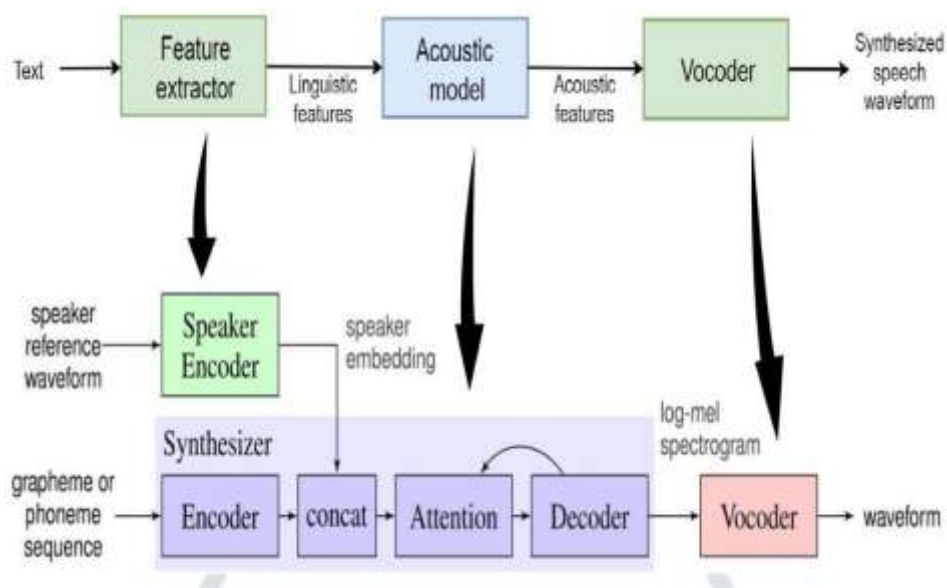 Text
Feature
extractor
Linguistic
features
Acoustic
model
Acoustic
features
Vocoder
Synthesized
speech
waveform
speaker
reference
waveform
Speaker
Encoder
speaker
embedding
Synthesizer
log-mel
spectrogram
grapheme or
phoneme
sequence
Encoder
concat
Attention
Decoder
Vocoder
waveform